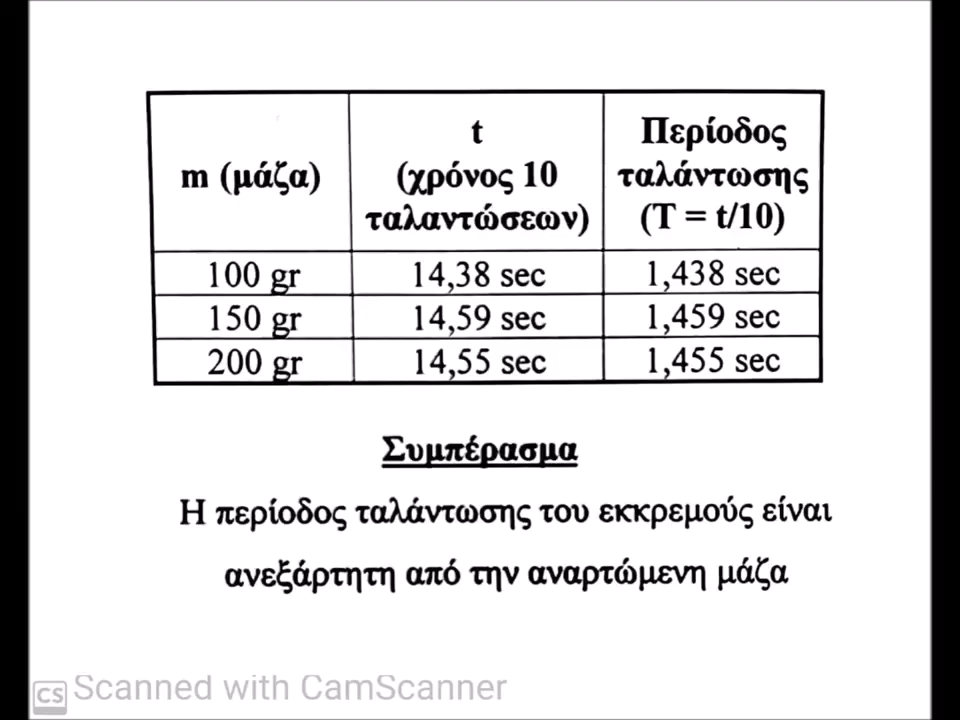 m (μάζα)
t
(χρόνος 10
ταλαντώσεων)
Περίοδος
ταλάντωσης
(T = t/10)
100 gr
14,38 sec
1,438 sec
150 gr
14,59 sec
1,459 sec
200 gr
14,55 sec
1,455 sec
Συμπέρασμα
Η περίοδος ταλάντωσης του εκκρεμούς είναι
ανεξάρτητη από την αναρτώμενη μάζα
CS Scanned with CamScanner